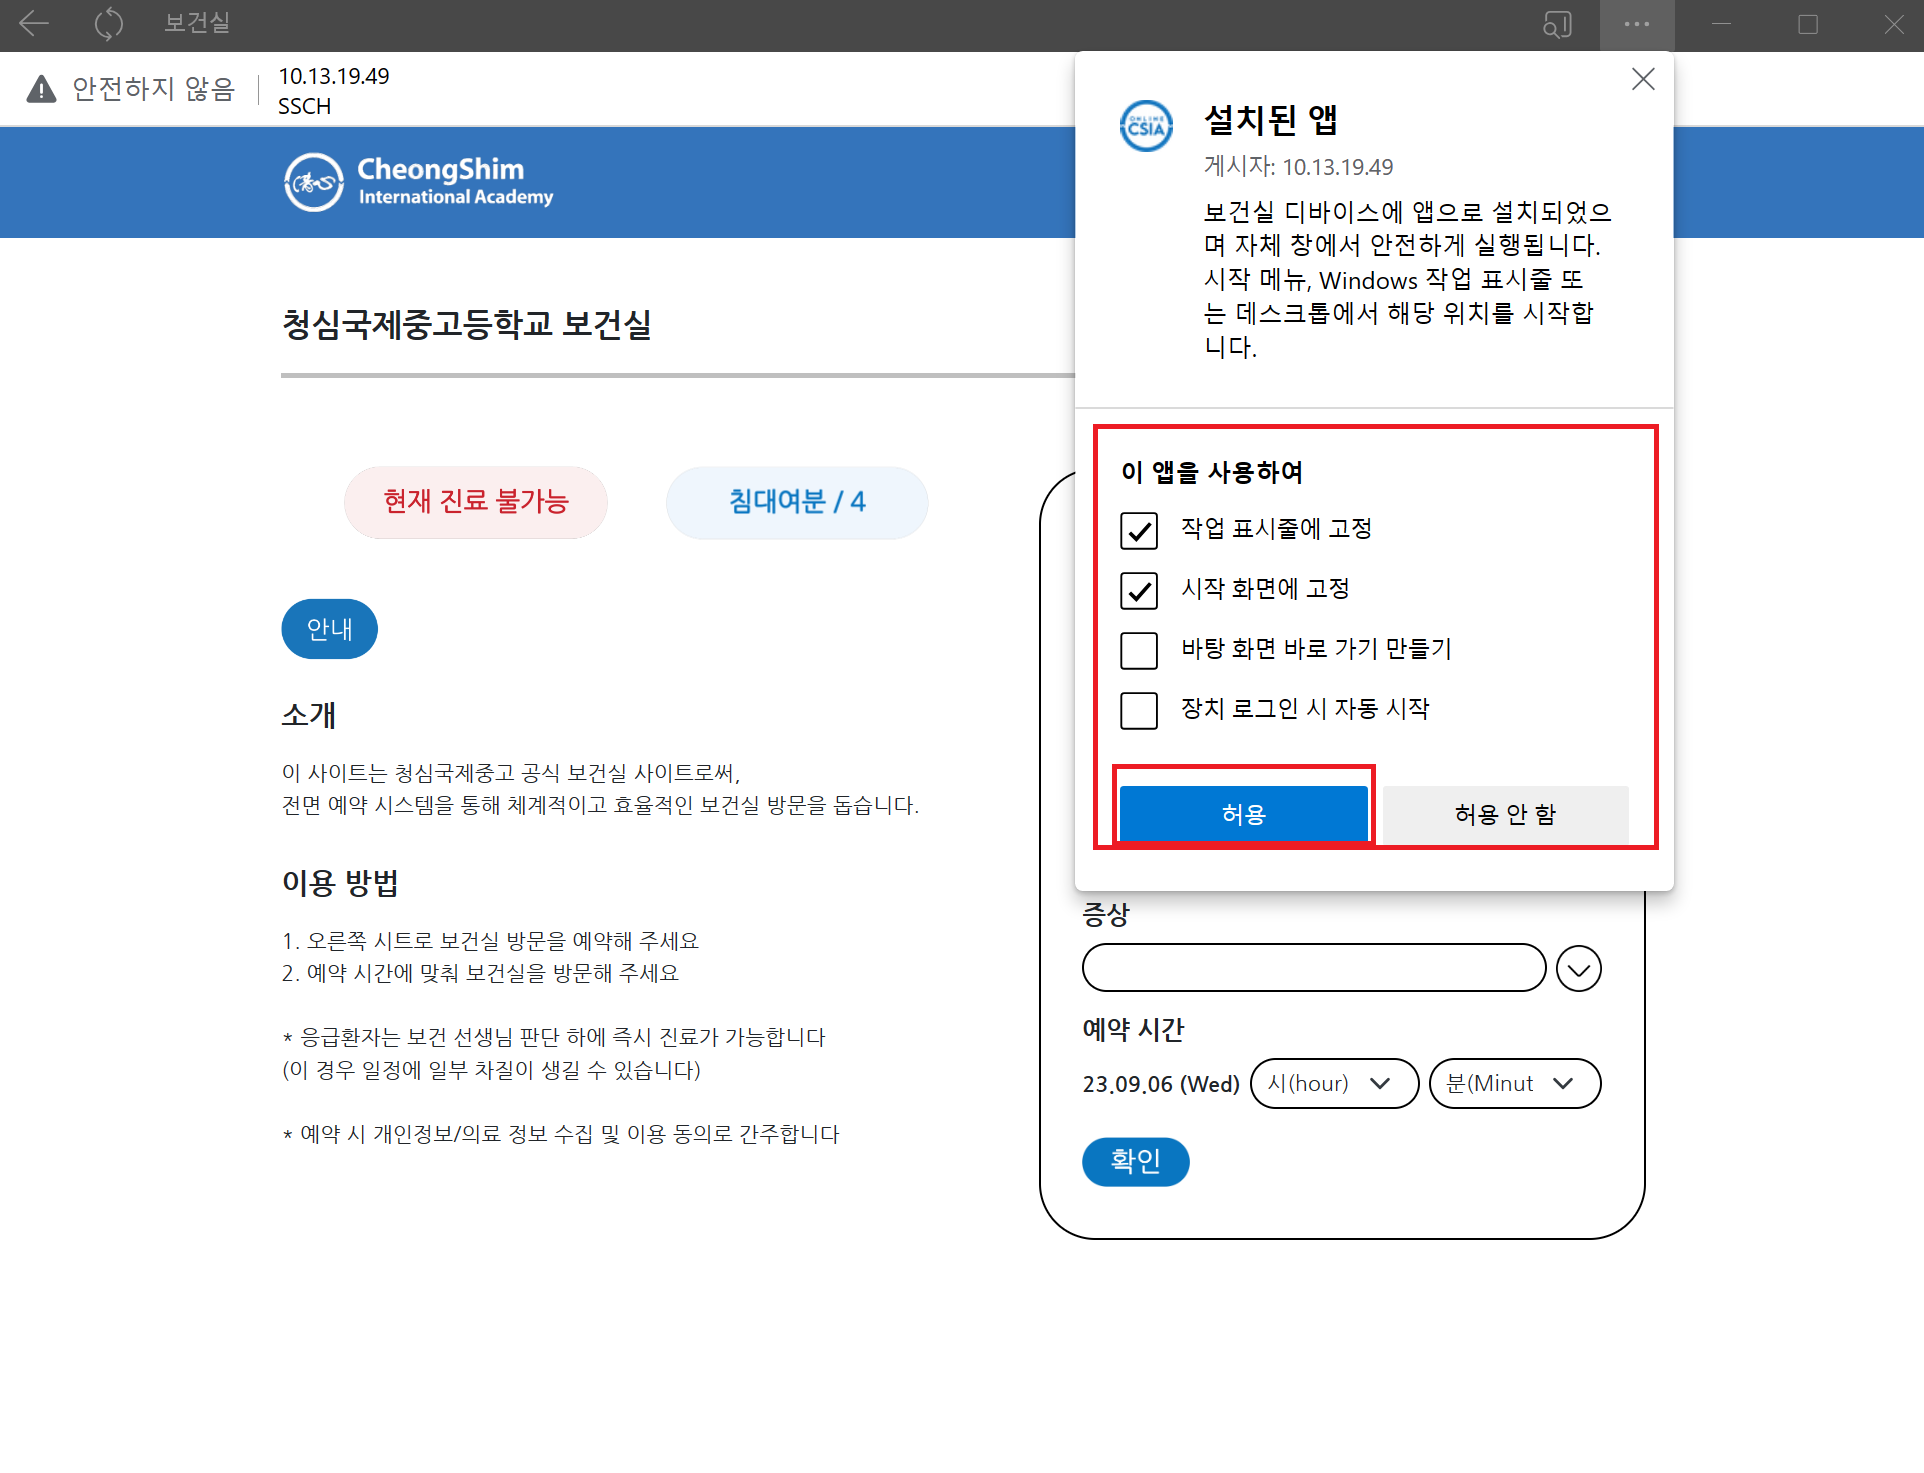 보건실
안전하지 않음
10.13.19.49
SSCH
CheongShim
International Academy
청심국제중고등학교 보건실
현재 진료 불가능
침대여분 / 4
안내
소개
이 사이트는 청심국제중고 공식 보건실 사이트로써,
전면 예약 시스템을 통해 체계적이고 효율적인 보건실 방문을 돕습니다.
이용 방법
1. 오른쪽 시트로 보건실 방문을 예약해 주세요
2. 예약 시간에 맞춰 보건실을 방문해 주세요
* 응급환자는 보건 선생님 판단 하에 즉시 진료가 가능합니다
(이 경우 일정에 일부 차질이 생길 수 있습니다)
* 예약 시 개인정보/의료 정보 수집 및 이용 동의로 간주합니다
ONLINE
CSIA
설치된 앱
게시자: 10.13.19.49
보건실 디바이스에 앱으로 설치되었으
며 자체 창에서 안전하게 실행됩니다.
시작 메뉴, Windows 작업 표시줄 또
는 데스크톱에서 해당 위치를 시작합
니다.
이 앱을 사용하여
작업 표시줄에 고정
시작 화면에 고정
바탕 화면 바로 가기 만들기
장치 로그인 시 자동 시작
허용
허용 안 함
증상
예약 시간
23.09.06 (Wed)
시(hour)
분(Minut
확인